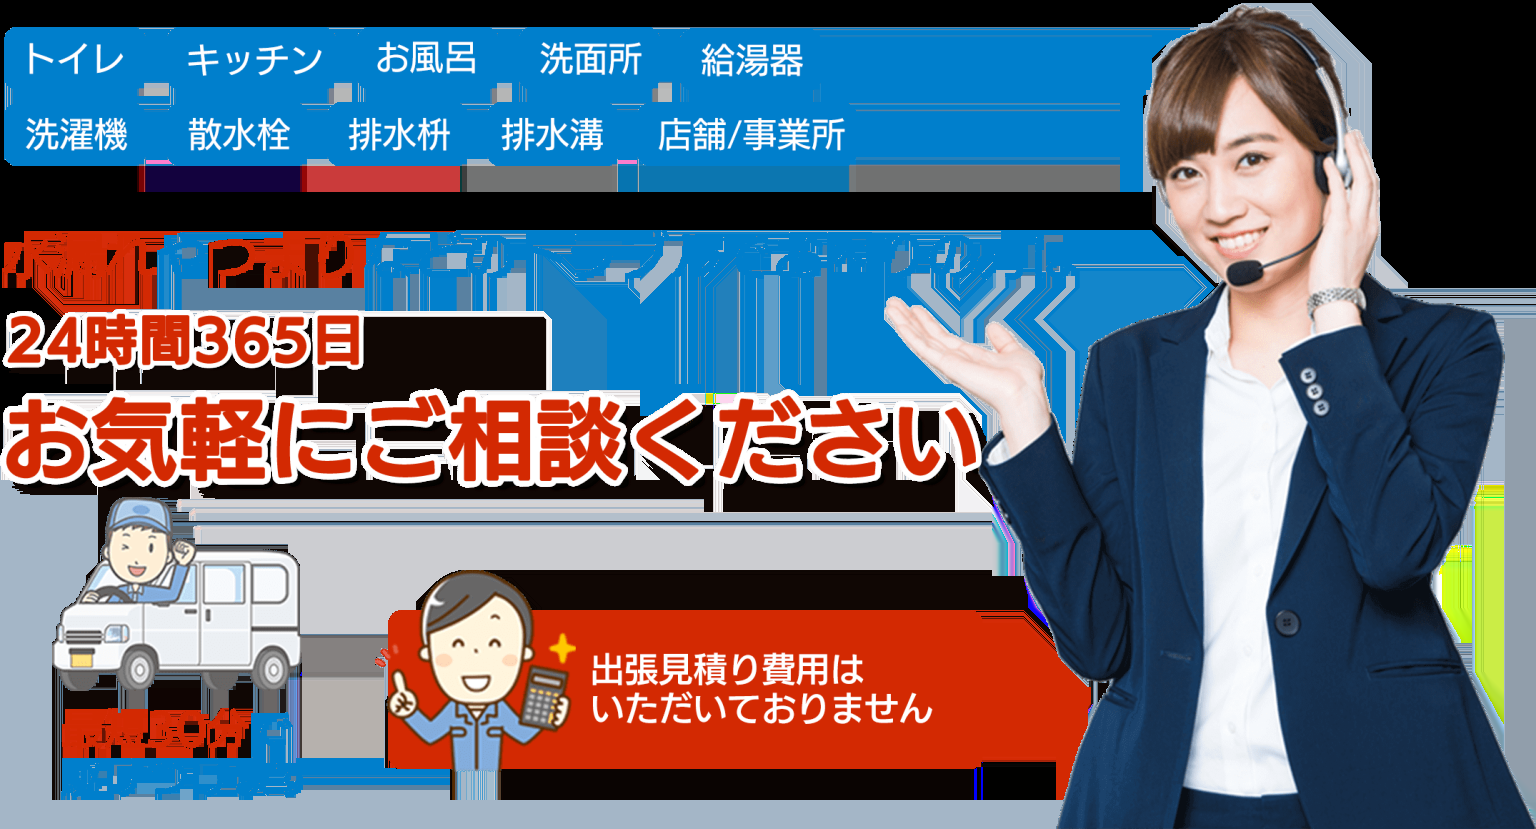 トイレ キッチン お風呂 洗面所 給湯器
洗濯機 散水栓 排水枡 排水溝 店舗/事業所
24時間365日
お気軽にご相談ください
出張見積り費用は
いただいておりません